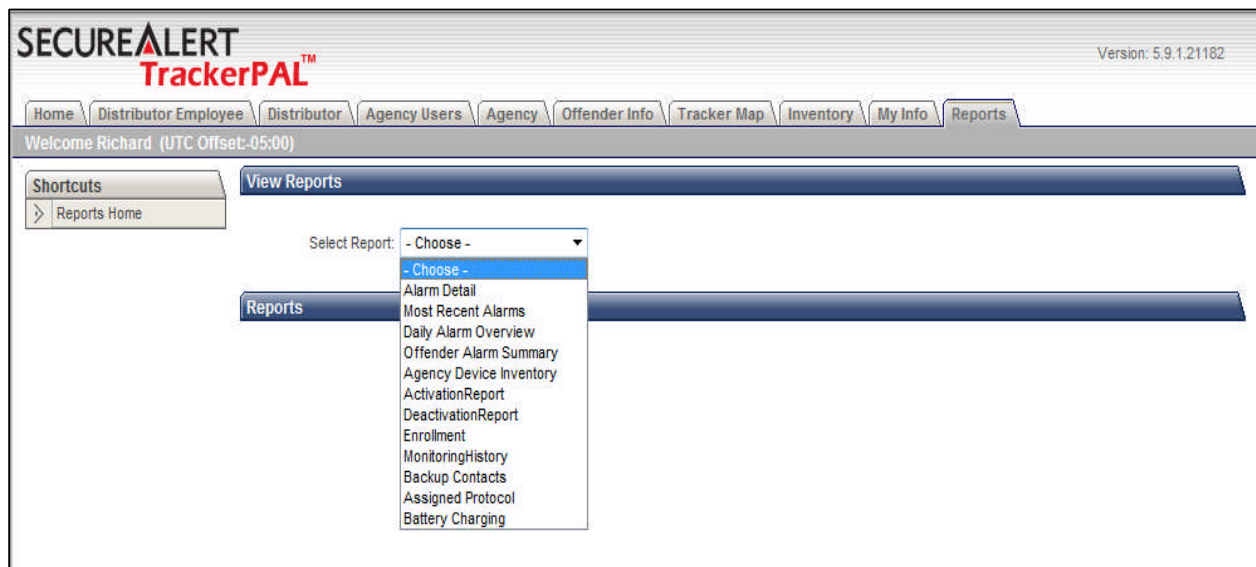 SECUREALERT
TrackerPAL™
Version: 5.9.1.21182
Home Distributor Employee Distributor Agency Users Agency Offender Info Tracker Map Inventory My Info Reports
Welcome Richard (UTC Offset:-05:00)
Shortcuts
Reports Home
View Reports
Select Report: - Choose -
- Choose -
Alarm Detail
Most Recent Alarms
Daily Alarm Overview
Offender Alarm Summary
Agency Device Inventory
ActivationReport
DeactivationReport
Enrollment
MonitoringHistory
Backup Contacts
Assigned Protocol
Battery Charging
Reports